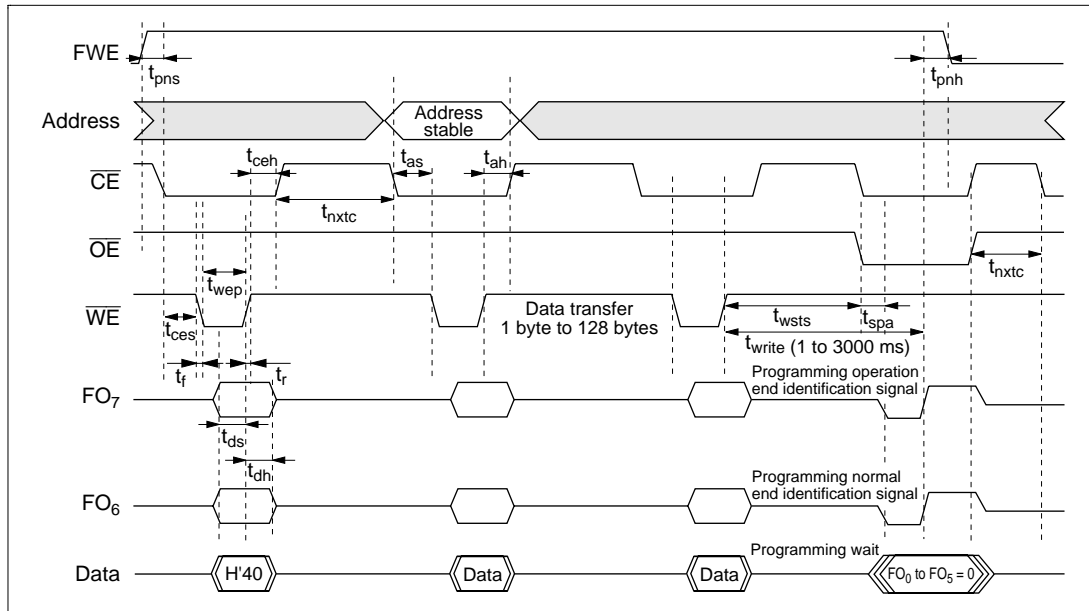 FWE
t_pns
t_pnh
Address
Address stable
t_ceh
t_as
t_ah
CE
t_nxtc
OE
t_nxtc
t_wep
WE
Data transfer
1 byte to 128 bytes
t_ces
t_wsts
t_spa
t_write (1 to 3000 ms)
t_f
t_r
Programming operation
end identification signal
FO7
t_ds
t_dh
Programming normal
end identification signal
FO6
Programming wait
Data
H'40
Data
Data
FO0 to FO5 = 0